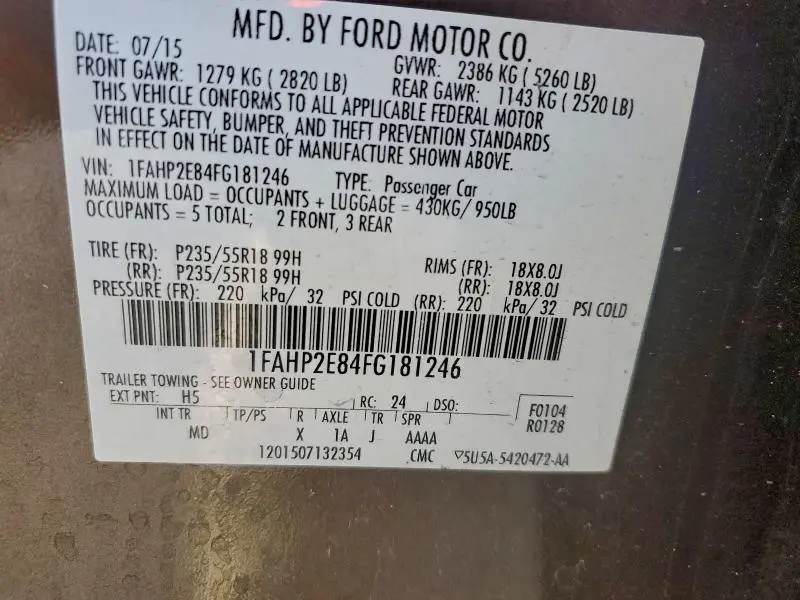 MFD. BY FORD MOTOR CO.
DATE: 07/15 GVWR: 2386 KG ( 5260 LB)
FRONT GAWR: 1279 KG ( 2820 LB) REAR GAWR: 1143 KG ( 2520 LB)
THIS VEHICLE CONFORMS TO ALL APPLICABLE FEDERAL MOTOR
VEHICLE SAFETY, BUMPER, AND THEFT PREVENTION STANDARDS
IN EFFECT ON THE DATE OF MANUFACTURE SHOWN ABOVE.
VIN: 1FAHP2E84FG181246 TYPE: Passenger Car
MAXIMUM LOAD = OCCUPANTS + LUGGAGE = 430KG/ 950LB
OCCUPANTS = 5 TOTAL; 2 FRONT, 3 REAR
TIRE (FR): P235/55R18 99H RIMS (FR): 18X8.0J
(RR): P235/55R18 99H (RR): 18X8.0J
PRESSURE (FR): 220 kPa/ 32 PSI COLD (RR): 220 kPa/ 32 PSI COLD
1FAHP2E84FG181246
TRAILER TOWING - SEE OWNER GUIDE
EXT PNT: H5 RC: 24 DSO: F0104
INT TR TP/PS R AXLE TR SPR R0128
MD X 1A J AAAA
1201507132354 CMC ▽5U5A-5420472-AA